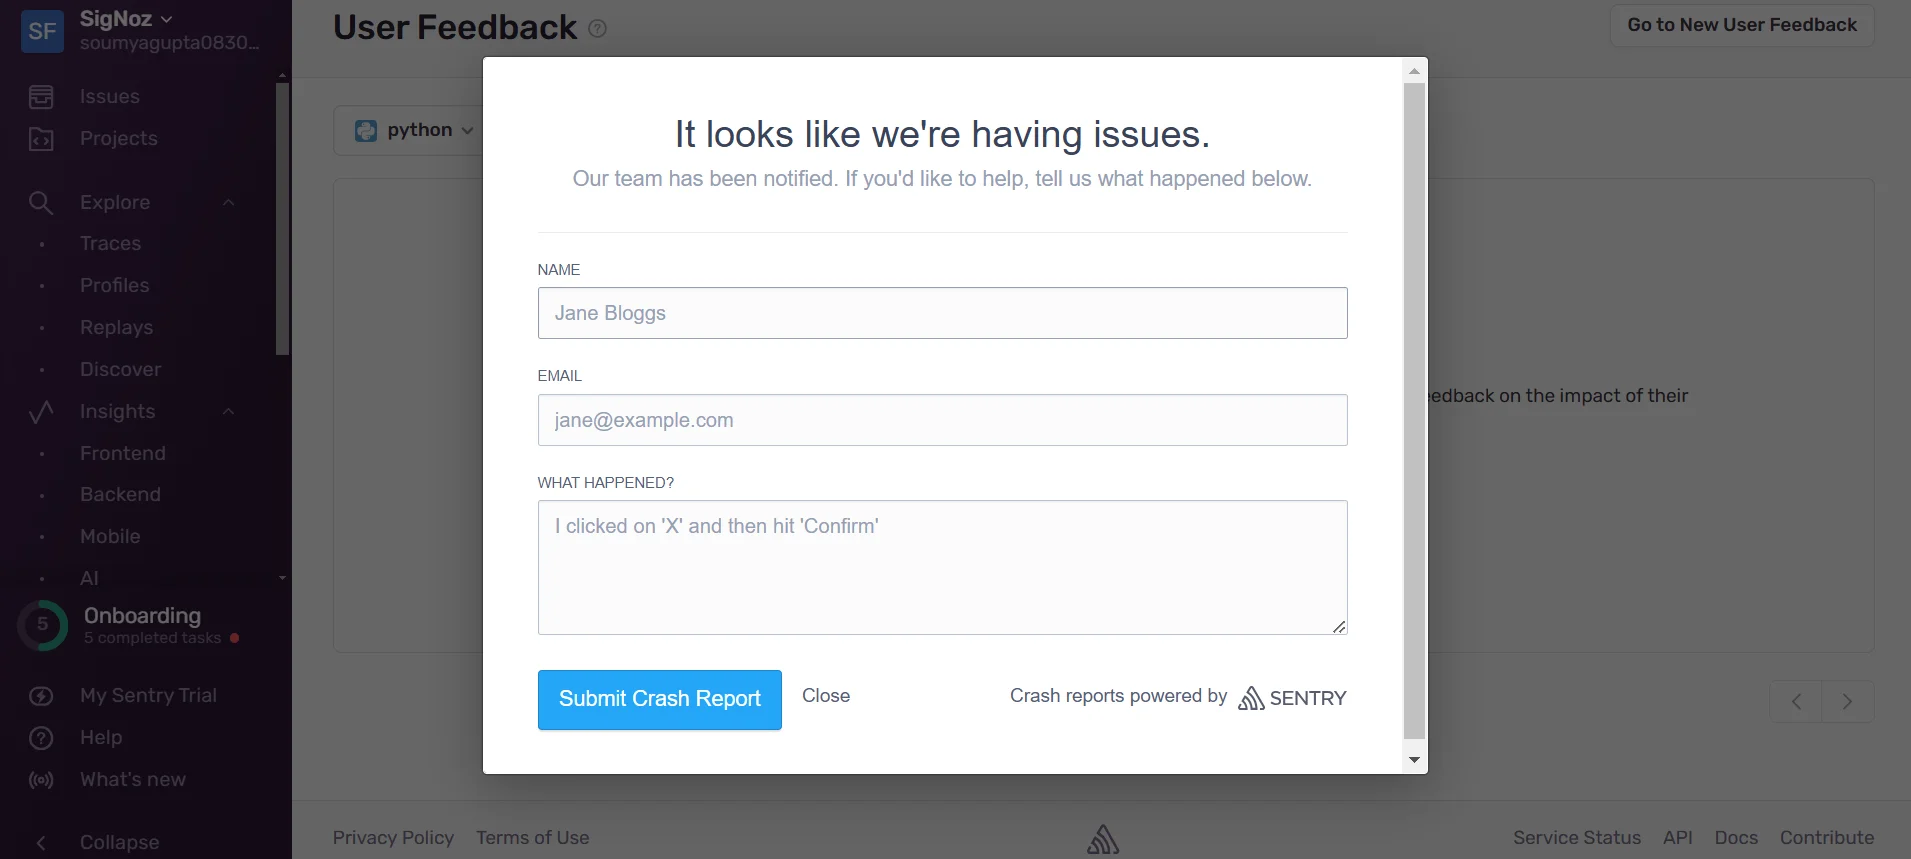 SF
SigNoz
soumyagupta0830...
Issues
Projects
Explore
Traces
Profiles
Replays
Discover
Insights
Frontend
Backend
Mobile
AI
5
Onboarding
5 completed tasks
My Sentry Trial
Help
What's new
Collapse
User Feedback ?
Go to New User Feedback
python
It looks like we're having issues.
Our team has been notified. If you'd like to help, tell us what happened below.
NAME
Jane Bloggs
EMAIL
jane@example.com
WHAT HAPPENED?
I clicked on 'X' and then hit 'Confirm'
Submit Crash Report
Close
Crash reports powered by SENTRY
eedback on the impact of their
Privacy Policy
Terms of Use
Service Status
API
Docs
Contribute